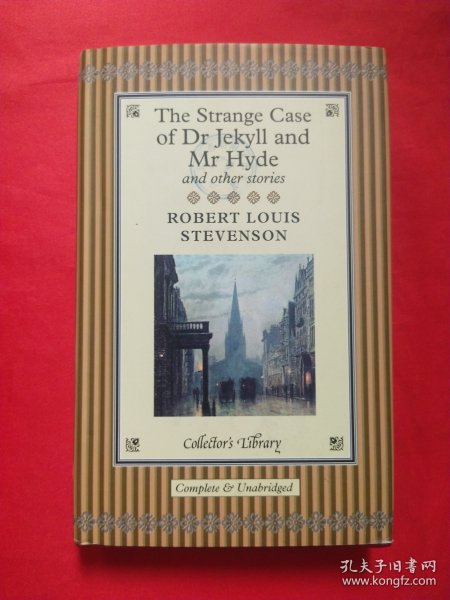 The Strange Case
of Dr Jekyll and
Mr Hyde
and other stories
ROBERT LOUIS
STEVENSON
Collector's Library
Complete & Unabridged
孔夫子旧书网
www.kongfz.com